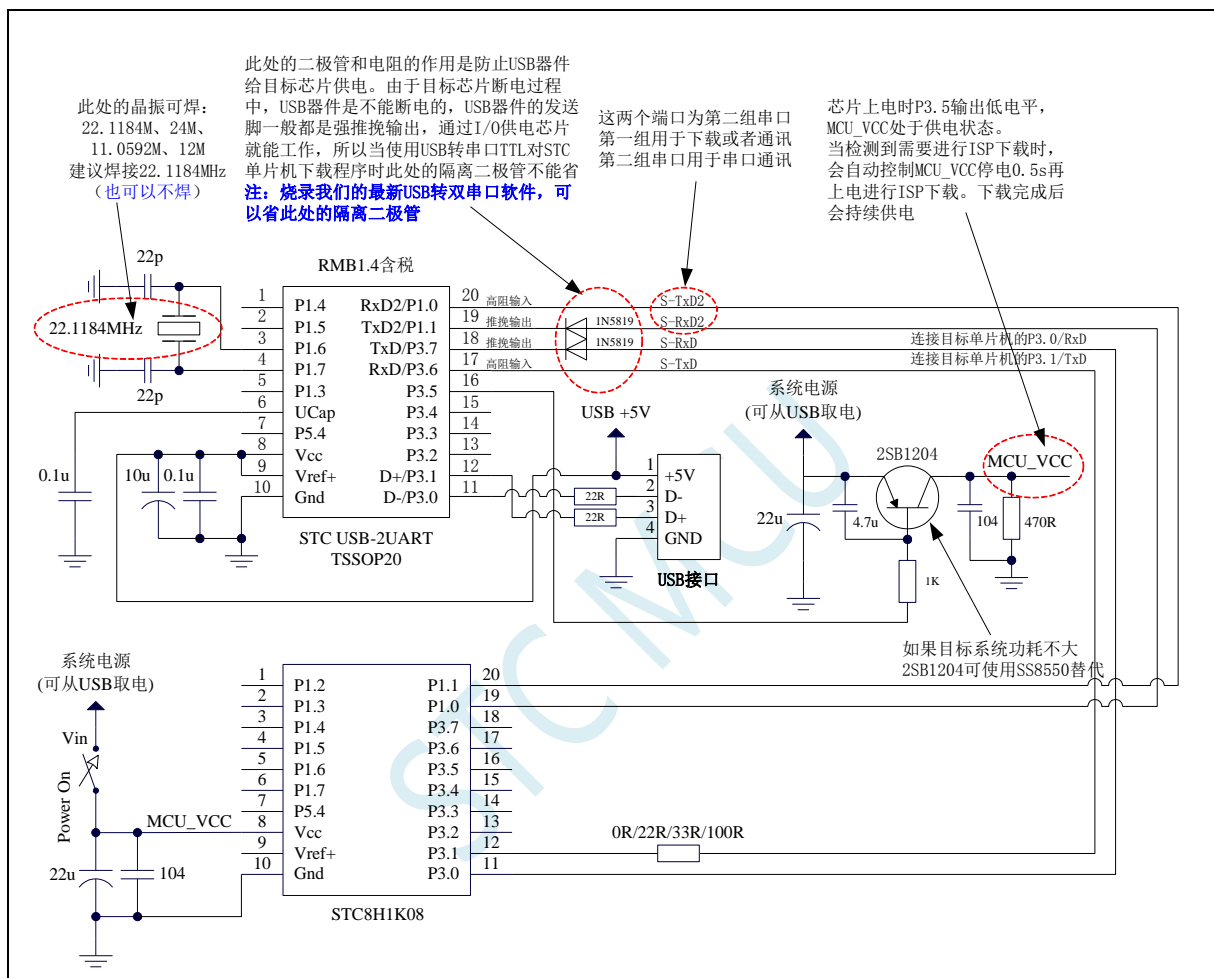 此处的二极管和电阻的作用是防止USB器件
给目标芯片供电。由于目标芯片断电过程
中，USB器件是不能断电的，USB器件的发送
脚一般都是强推挽输出，通过I/O供电芯片
就能工作，所以当使用USB转串口TTL对STC
单片机下载程序时此处的隔离二极管不能省
注：烧录我们的最新USB转双串口软件，可
以省此处的隔离二极管
此处的晶振可焊：
22.1184M、24M、
11.0592M、12M
建议焊接22.1184MHz
（也可以不焊）
这两个端口为第二组串口
第一组用于下载或者通讯
第二组串口用于串口通讯
芯片上电时P3.5输出低电平，
MCU_VCC处于供电状态。
当检测到需要进行ISP下载时，
会自动控制MCU_VCC停电0.5s再
上电进行ISP下载。下载完成后
会持续供电
22p
22.1184MHz
22p
RMB1.4含税
1 P1.4
2 P1.5
3 P1.6
4 P1.7
5 P1.3
6 UCap
7 P5.4
8 Vcc
9 Vref+
10 Gnd
RxD2/P1.0 20
TxD2/P1.1 19
TxD/P3.7 18
RxD/P3.6 17
P3.5 16
P3.4 15
P3.3 14
P3.2 13
D+/P3.1 12
D-/P3.0 11
STC USB-2UART
TSSOP20
高阻输入 S-TxD2
推挽输出 1N5819 S-RxD2
推挽输出 1N5819 S-RxD
高阻输入 S-TxD
连接目标单片机的P3.0/RxD
连接目标单片机的P3.1/TxD
0.1u
10u
0.1u
USB +5V
22R
22R
1 +5V
2 D-
3 D+
4 GND
USB接口
系统电源
(可从USB取电)
2SB1204
MCU_VCC
22u
4.7u
104
470R
1K
如果目标系统功耗不大
2SB1204可使用SS8550替代
STC MCU
系统电源
(可从USB取电)
Vin
Power On
MCU_VCC
22u
104
1 P1.2
2 P1.3
3 P1.4
4 P1.5
5 P1.6
6 P1.7
7 P5.4
8 Vcc
9 Vref+
10 Gnd
P1.1 20
P1.0 19
P3.7 18
P3.6 17
P3.5 16
P3.4 15
P3.3 14
P3.2 13
P3.1 12
P3.0 11
STC8H1K08
0R/22R/33R/100R